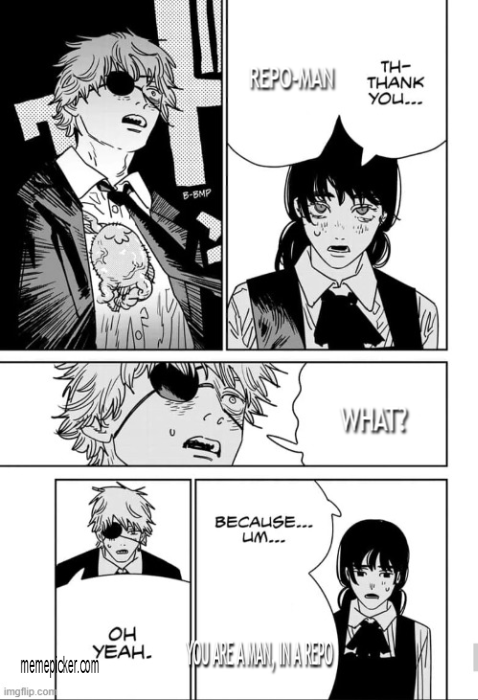 REPO-MAN
TH-
THANK
YOU...
B-BMP
WHAT?
BECAUSE...
UM...
YOU ARE A MAN, IN A REPO
OH
YEAH.
memepicker.com
imgflip.com